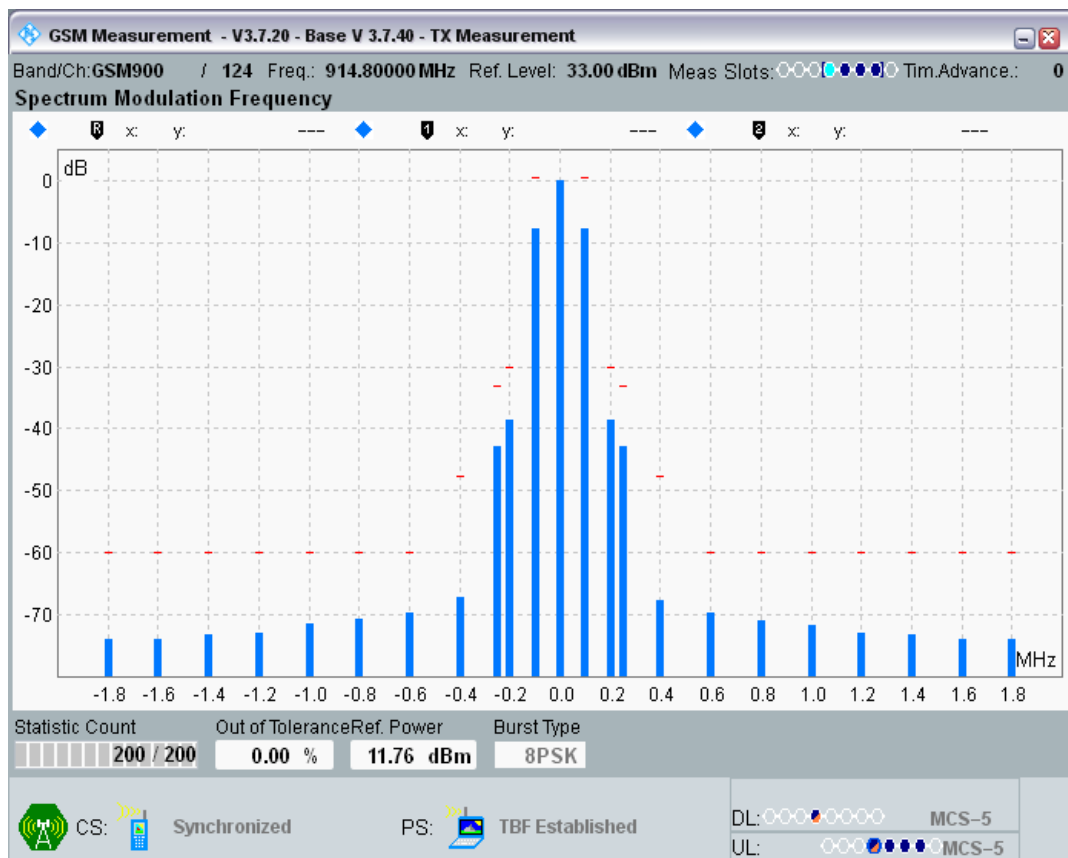 GSM Measurement - V3.7.20 - Base V 3.7.40 - TX Measurement
Band/Ch:GSM900 / 124 Freq.: 914.80000 MHz Ref. Level: 33.00 dBm Meas Slots: Tim.Advance.: 0
Spectrum Modulation Frequency
R x: y: --- 1 x: y: --- 2 x: y: ---
dB
0
-10
-20
-30
-40
-50
-60
-70
MHz
-1.8 -1.6 -1.4 -1.2 -1.0 -0.8 -0.6 -0.4 -0.2 0.0 0.2 0.4 0.6 0.8 1.0 1.2 1.4 1.6 1.8
Statistic Count Out of Tolerance Ref. Power Burst Type
200 / 200 0.00 % 11.76 dBm 8PSK
CS: Synchronized PS: TBF Established DL: MCS-5
UL: MCS-5